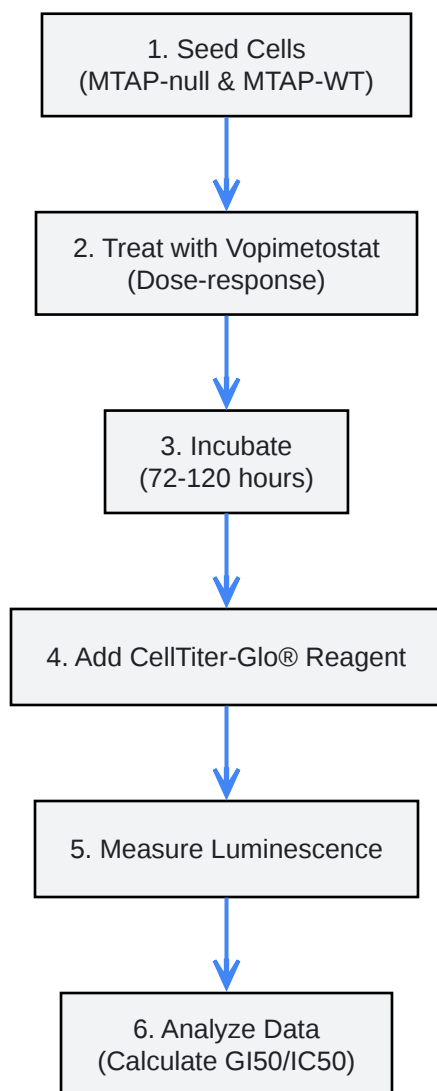 1. Seed Cells
(MTAP-null & MTAP-WT)
2. Treat with Vopimetostat
(Dose-response)
3. Incubate
(72-120 hours)
4. Add CellTiter-Glo® Reagent
5. Measure Luminescence
6. Analyze Data
(Calculate GI50/IC50)